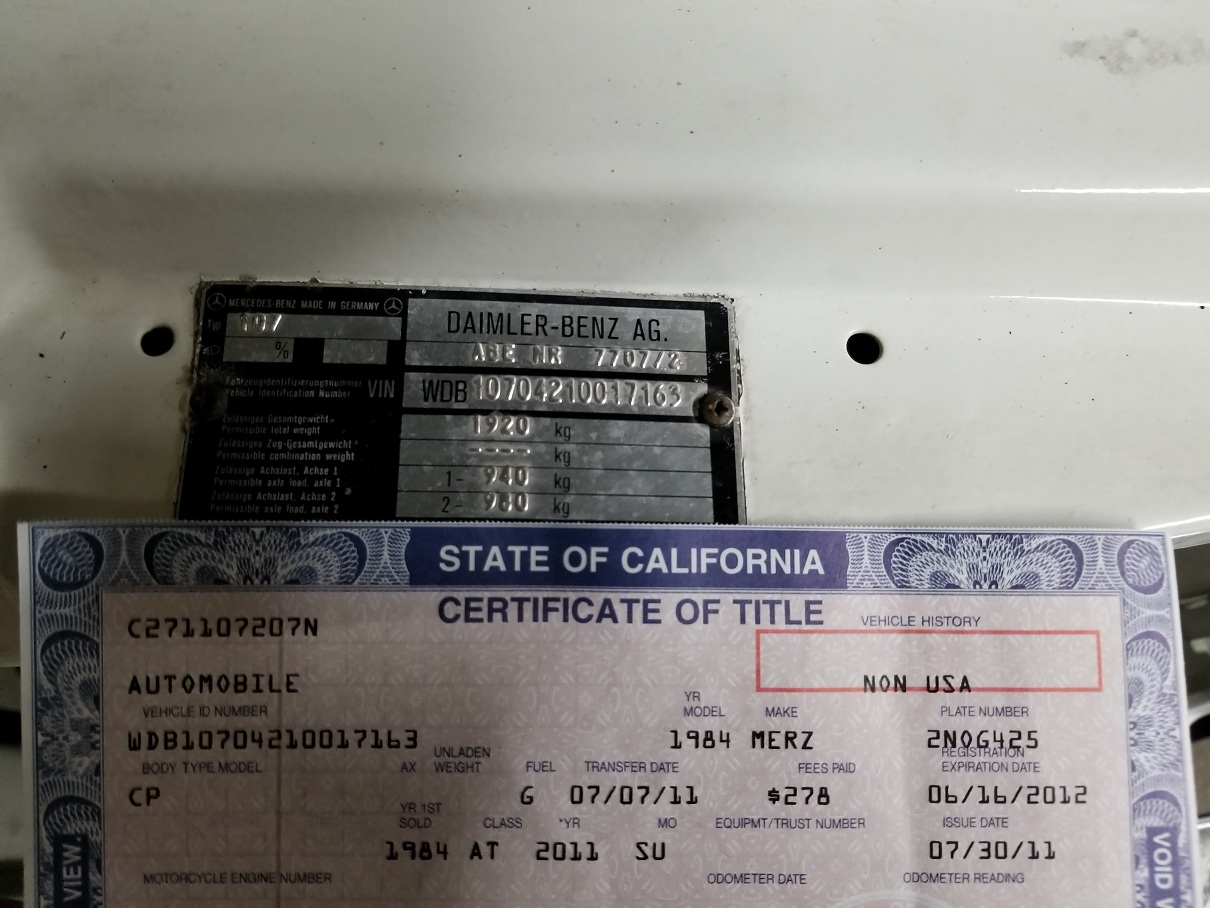 MERCEDES-BENZ MADE IN GERMANY
Typ 107
%
DAIMLER-BENZ AG.
ABE NR 7707/2
Fahrzeugidentifizierungsnummer
Vehicle Identification Number
VIN
WDB 10704210017163
Zulässiges Gesamtgewicht
Permissible total weight
1920 kg
Zulässiges Zug-Gesamtgewicht
Permissible combination weight
---- kg
Zulässige Achslast, Achse 1
Permissible axle load, axle 1
1- 940 kg
Zulässige Achslast, Achse 2
Permissible axle load, axle 2
2- 980 kg
STATE OF CALIFORNIA
CERTIFICATE OF TITLE
VEHICLE HISTORY
C271107207N
NON USA
AUTOMOBILE
VEHICLE ID NUMBER
YR MODEL
MAKE
PLATE NUMBER
WDB10704210017163
1984 MERZ
2NOG425
BODY TYPE MODEL
AX
UNLADEN WEIGHT
FUEL
TRANSFER DATE
FEES PAID
REGISTRATION EXPIRATION DATE
CP
G
07/07/11
$278
06/16/2012
YR 1ST SOLD
CLASS
*YR
MO
EQUIPMT/TRUST NUMBER
ISSUE DATE
1984 AT 2011 SU
07/30/11
MOTORCYCLE ENGINE NUMBER
ODOMETER DATE
ODOMETER READING
VIEW.
VOID